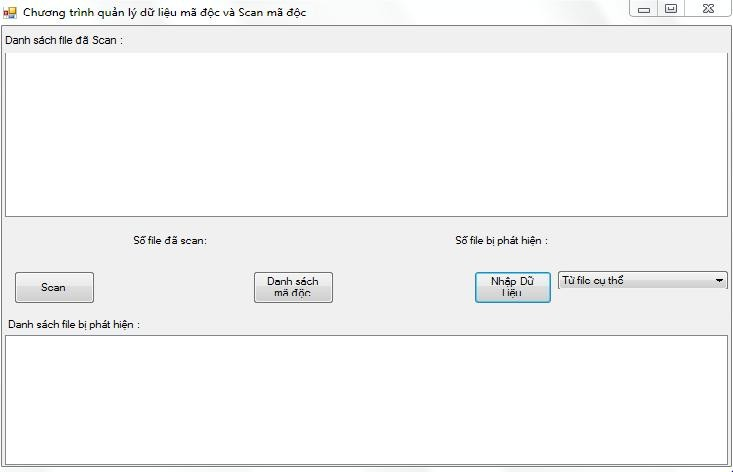 Chương trình quản lý dữ liệu mã độc và Scan mã độc
Danh sách file đã Scan :
Số file đã scan:
Số file bị phát hiện :
Scan
Danh sách
mã độc
Nhập Dữ
Liệu
Từ file cụ thể
Danh sách file bị phát hiện :